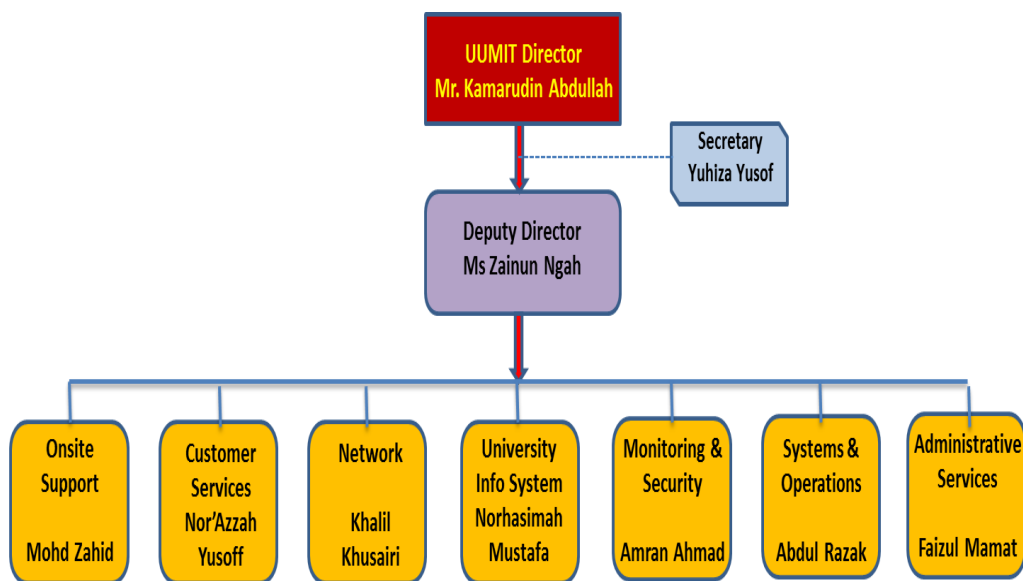 UUMIT Director
Mr. Kamarudin Abdullah
Secretary
Yuhiza Yusof
Deputy Director
Ms Zainun Ngah
Onsite
Support
Mohd Zahid
Customer
Services
Nor'Azzah
Yusoff
Network
Khalil
Khusairi
University
Info System
Norhasimah
Mustafa
Monitoring &
Security
Amran Ahmad
Systems &
Operations
Abdul Razak
Administrative
Services
Faizul Mamat